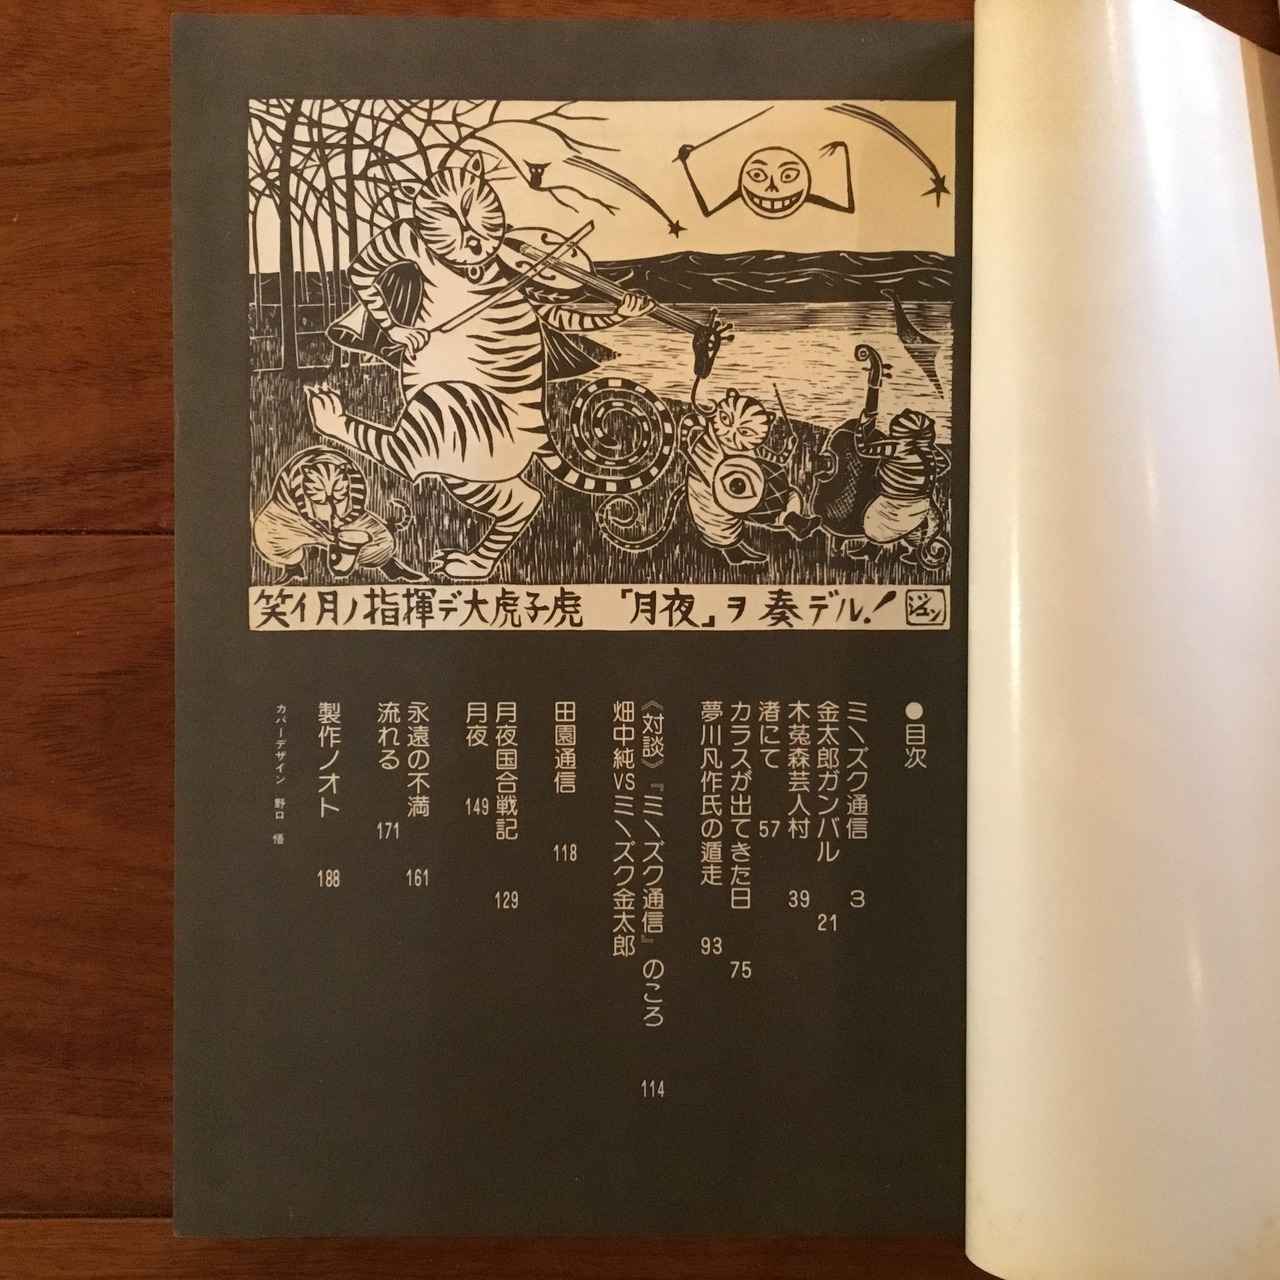 笑イ月ノ指揮デ大虎子虎 「月夜」ヲ奏デル！ ジュン
●目次
ミヽズク通信 3
金太郎ガンバル 21
木菟森芸人村 39
渚にて 57
カラスが出てきた日 75
夢川凡作氏の遁走 93
《対談》『ミヽズク通信』のころ 114
畑中純VSミヽズク金太郎
田園通信 118
月夜国合戦記 129
月夜 149
永遠の不満 161
流れる 171
製作ノオト 188
カバーデザイン 野口 悟